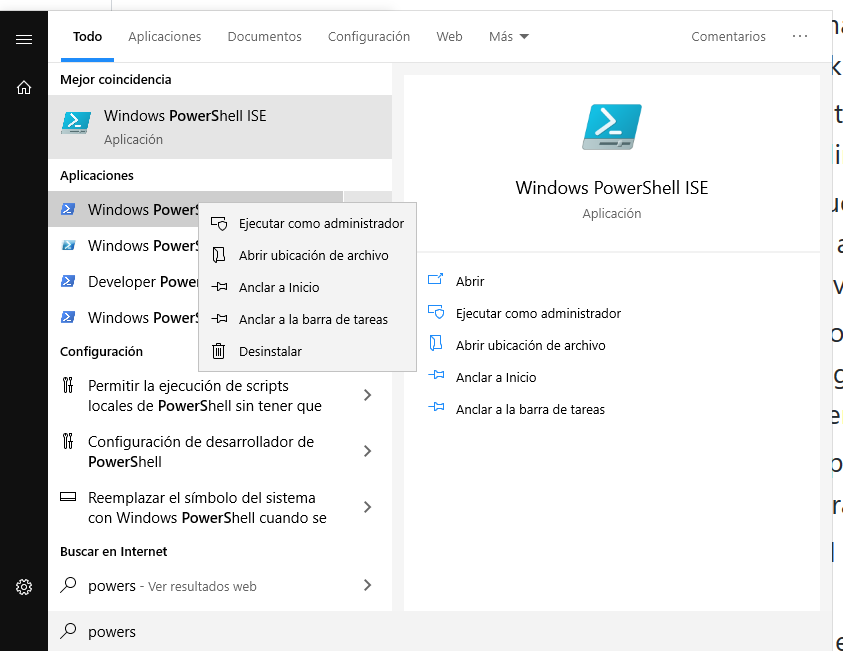 Todo
Aplicaciones
Documentos
Configuración
Web
Más
Comentarios
Mejor coincidencia
Windows PowerShell ISE
Aplicación
Aplicaciones
Windows PowerS
Windows PowerS
Developer Power
Windows PowerS
Ejecutar como administrador
Abrir ubicación de archivo
Anclar a Inicio
Anclar a la barra de tareas
Desinstalar
Configuración
Permitir la ejecución de scripts
locales de PowerShell sin tener que
Configuración de desarrollador de
PowerShell
Reemplazar el símbolo del sistema
con Windows PowerShell cuando se
Buscar en Internet
powers - Ver resultados web
powers
Windows PowerShell ISE
Aplicación
Abrir
Ejecutar como administrador
Abrir ubicación de archivo
Anclar a Inicio
Anclar a la barra de tareas